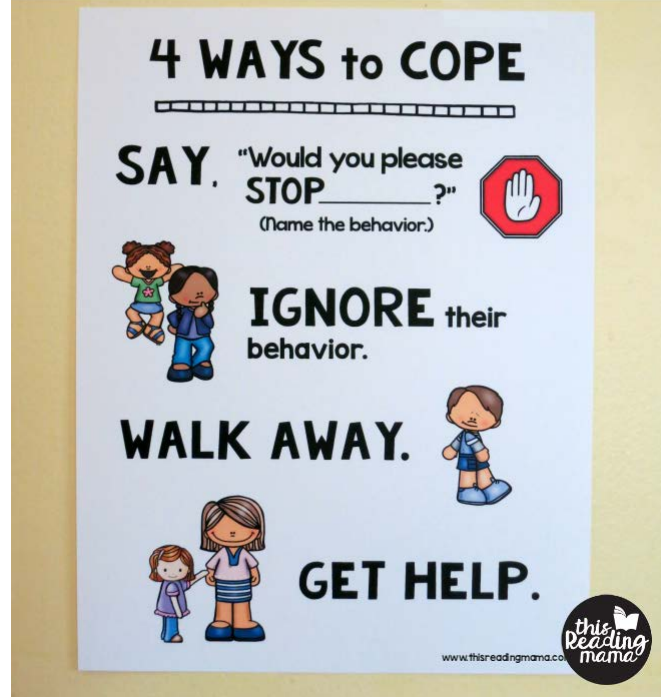 4 WAYS to COPE
SAY, "Would you please
STOP________?"
(Name the behavior.)
IGNORE their
behavior.
WALK AWAY.
GET HELP.
www.thisreadingmama.co
this
Reading
mama